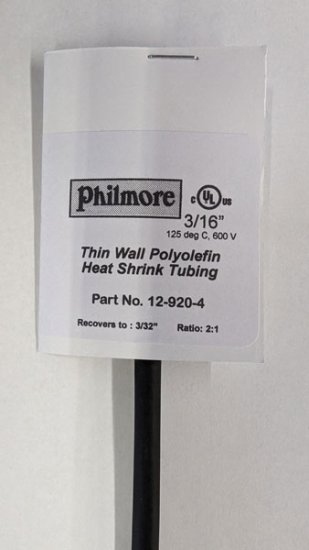 Philmore
c UL us
3/16"
125 deg C, 600 V
Thin Wall Polyolefin
Heat Shrink Tubing
Part No. 12-920-4
Recovers to : 3/32" Ratio: 2:1